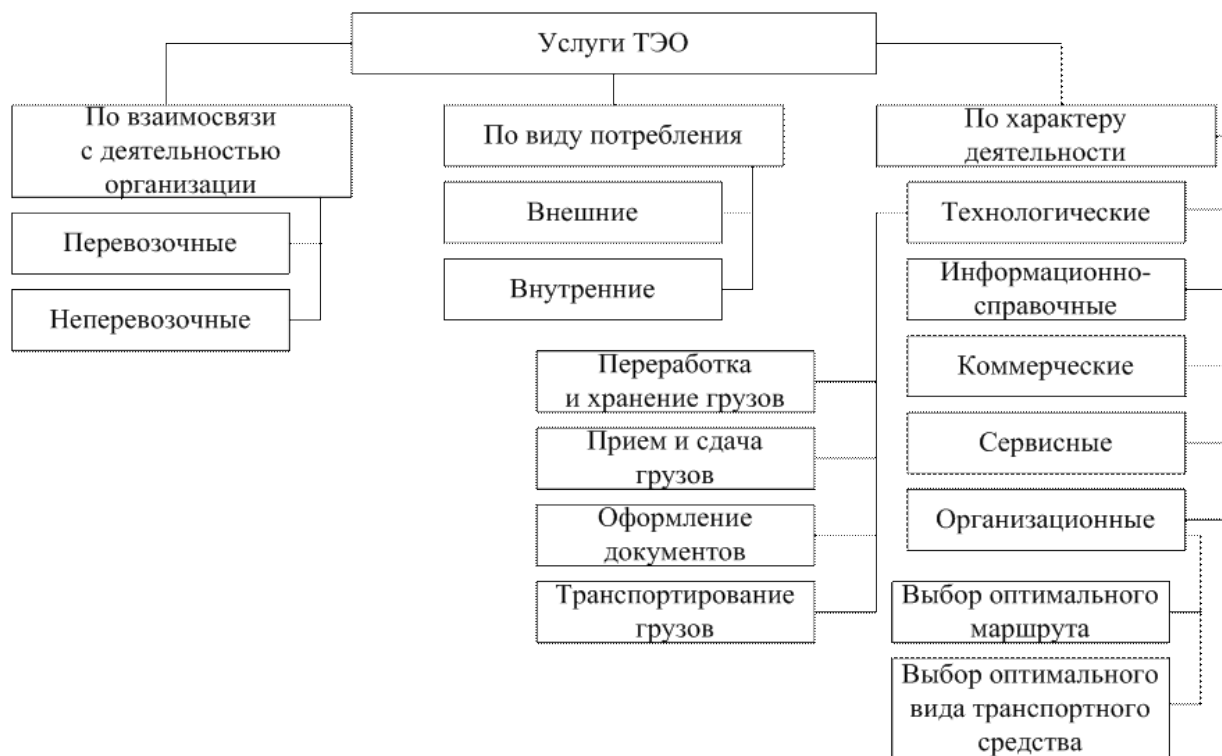 Услуги ТЭО
По взаимосвязи
с деятельностью
организации
Перевозочные
Неперевозочные
По виду потребления
Внешние
Внутренние
По характеру
деятельности
Технологические
Информационно-
справочные
Коммерческие
Сервисные
Организационные
Переработка
и хранение грузов
Прием и сдача
грузов
Оформление
документов
Транспортирование
грузов
Выбор оптимального
маршрута
Выбор оптимального
вида транспортного
средства